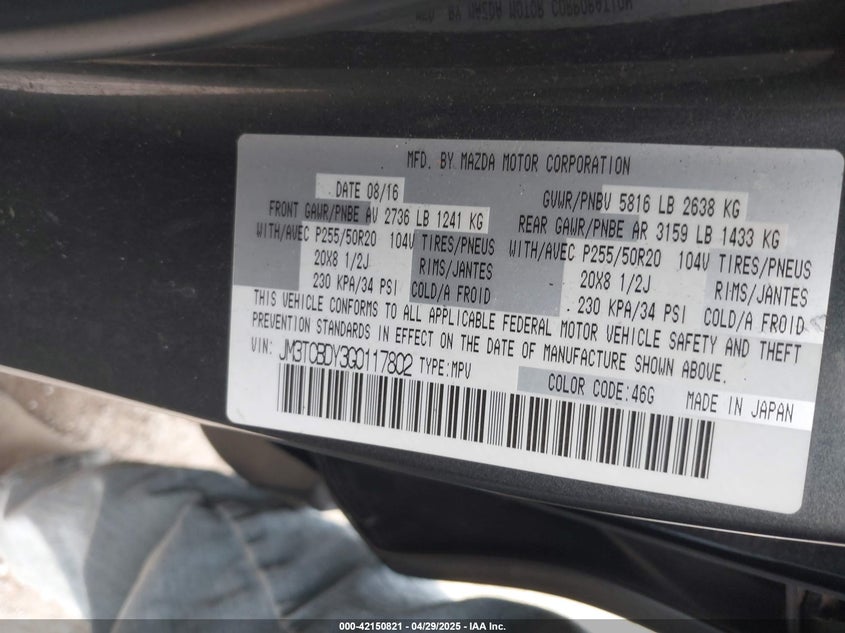 MFD. BY MAZDA MOTOR CORPORATION
DATE 08/16 GVWR/PNBV 5816 LB 2638 KG
FRONT GAWR/PNBE AV 2736 LB 1241 KG REAR GAWR/PNBE AR 3159 LB 1433 KG
WITH/AVEC P255/50R20 104V TIRES/PNEUS WITH/AVEC P255/50R20 104V TIRES/PNEUS
20X8 1/2J RIMS/JANTES 20X8 1/2J RIMS/JANTES
230 KPA/34 PSI COLD/A FROID 230 KPA/34 PSI COLD/A FROID
THIS VEHICLE CONFORMS TO ALL APPLICABLE FEDERAL MOTOR VEHICLE SAFETY AND THEFT
PREVENTION STANDARDS IN EFFECT ON THE DATE OF MANUFACTURE SHOWN ABOVE.
VIN: JM3TCBDY3G0117802 TYPE:MPV
COLOR CODE:46G MADE IN JAPAN
000-42150821 | 04/29/2025 - IAA Inc.